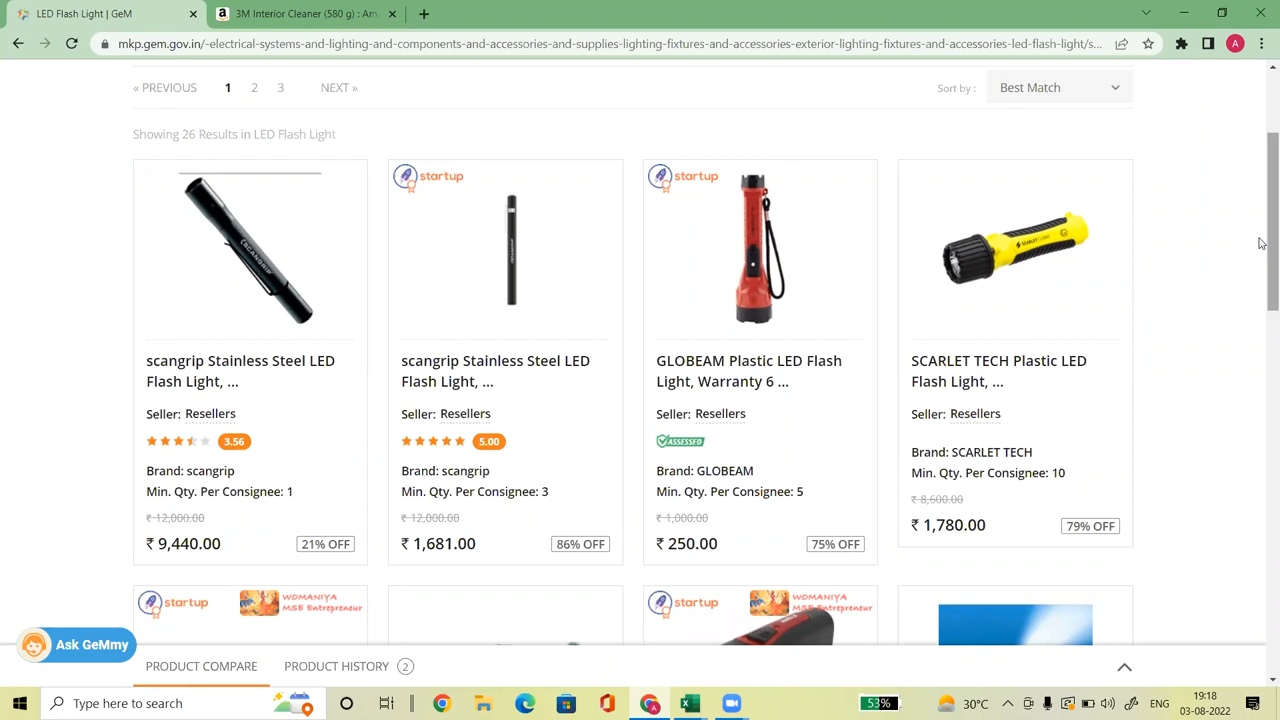 LED Flash Light | GeM
3M Interior Cleaner (580 g) : Am
mkp.gem.gov.in/electrical-systems-and-lighting-and-components-and-accessories-and-supplies-lighting-fixtures-and-accessories-exterior-lighting-fixtures-and-accessories-led-flash-light/s...
A
« PREVIOUS 1 2 3 NEXT »
Sort by : Best Match
Showing 26 Results in LED Flash Light
startup
startup
SCANGRIP
scangrip Stainless Steel LED
Flash Light, ...
Seller: Resellers
3.56
Brand: scangrip
Min. Qty. Per Consignee: 1
₹ 12,000.00
₹ 9,440.00 21% OFF
scangrip Stainless Steel LED
Flash Light, ...
Seller: Resellers
5.00
Brand: scangrip
Min. Qty. Per Consignee: 3
₹ 12,000.00
₹ 1,681.00 86% OFF
GLOBEAM Plastic LED Flash
Light, Warranty 6 ...
Seller: Resellers
ASSESSED
Brand: GLOBEAM
Min. Qty. Per Consignee: 5
₹ 1,000.00
₹ 250.00 75% OFF
SCARLET TECH Plastic LED
Flash Light, ...
Seller: Resellers
Brand: SCARLET TECH
Min. Qty. Per Consignee: 10
₹ 8,600.00
₹ 1,780.00 79% OFF
startup
WOMANIYA
MSE Entrepreneur
startup
WOMANIYA
MSE Entrepreneur
Ask GeMmy
PRODUCT COMPARE PRODUCT HISTORY 2
Type here to search
53%
30°C
ENG
19:18
03-08-2022